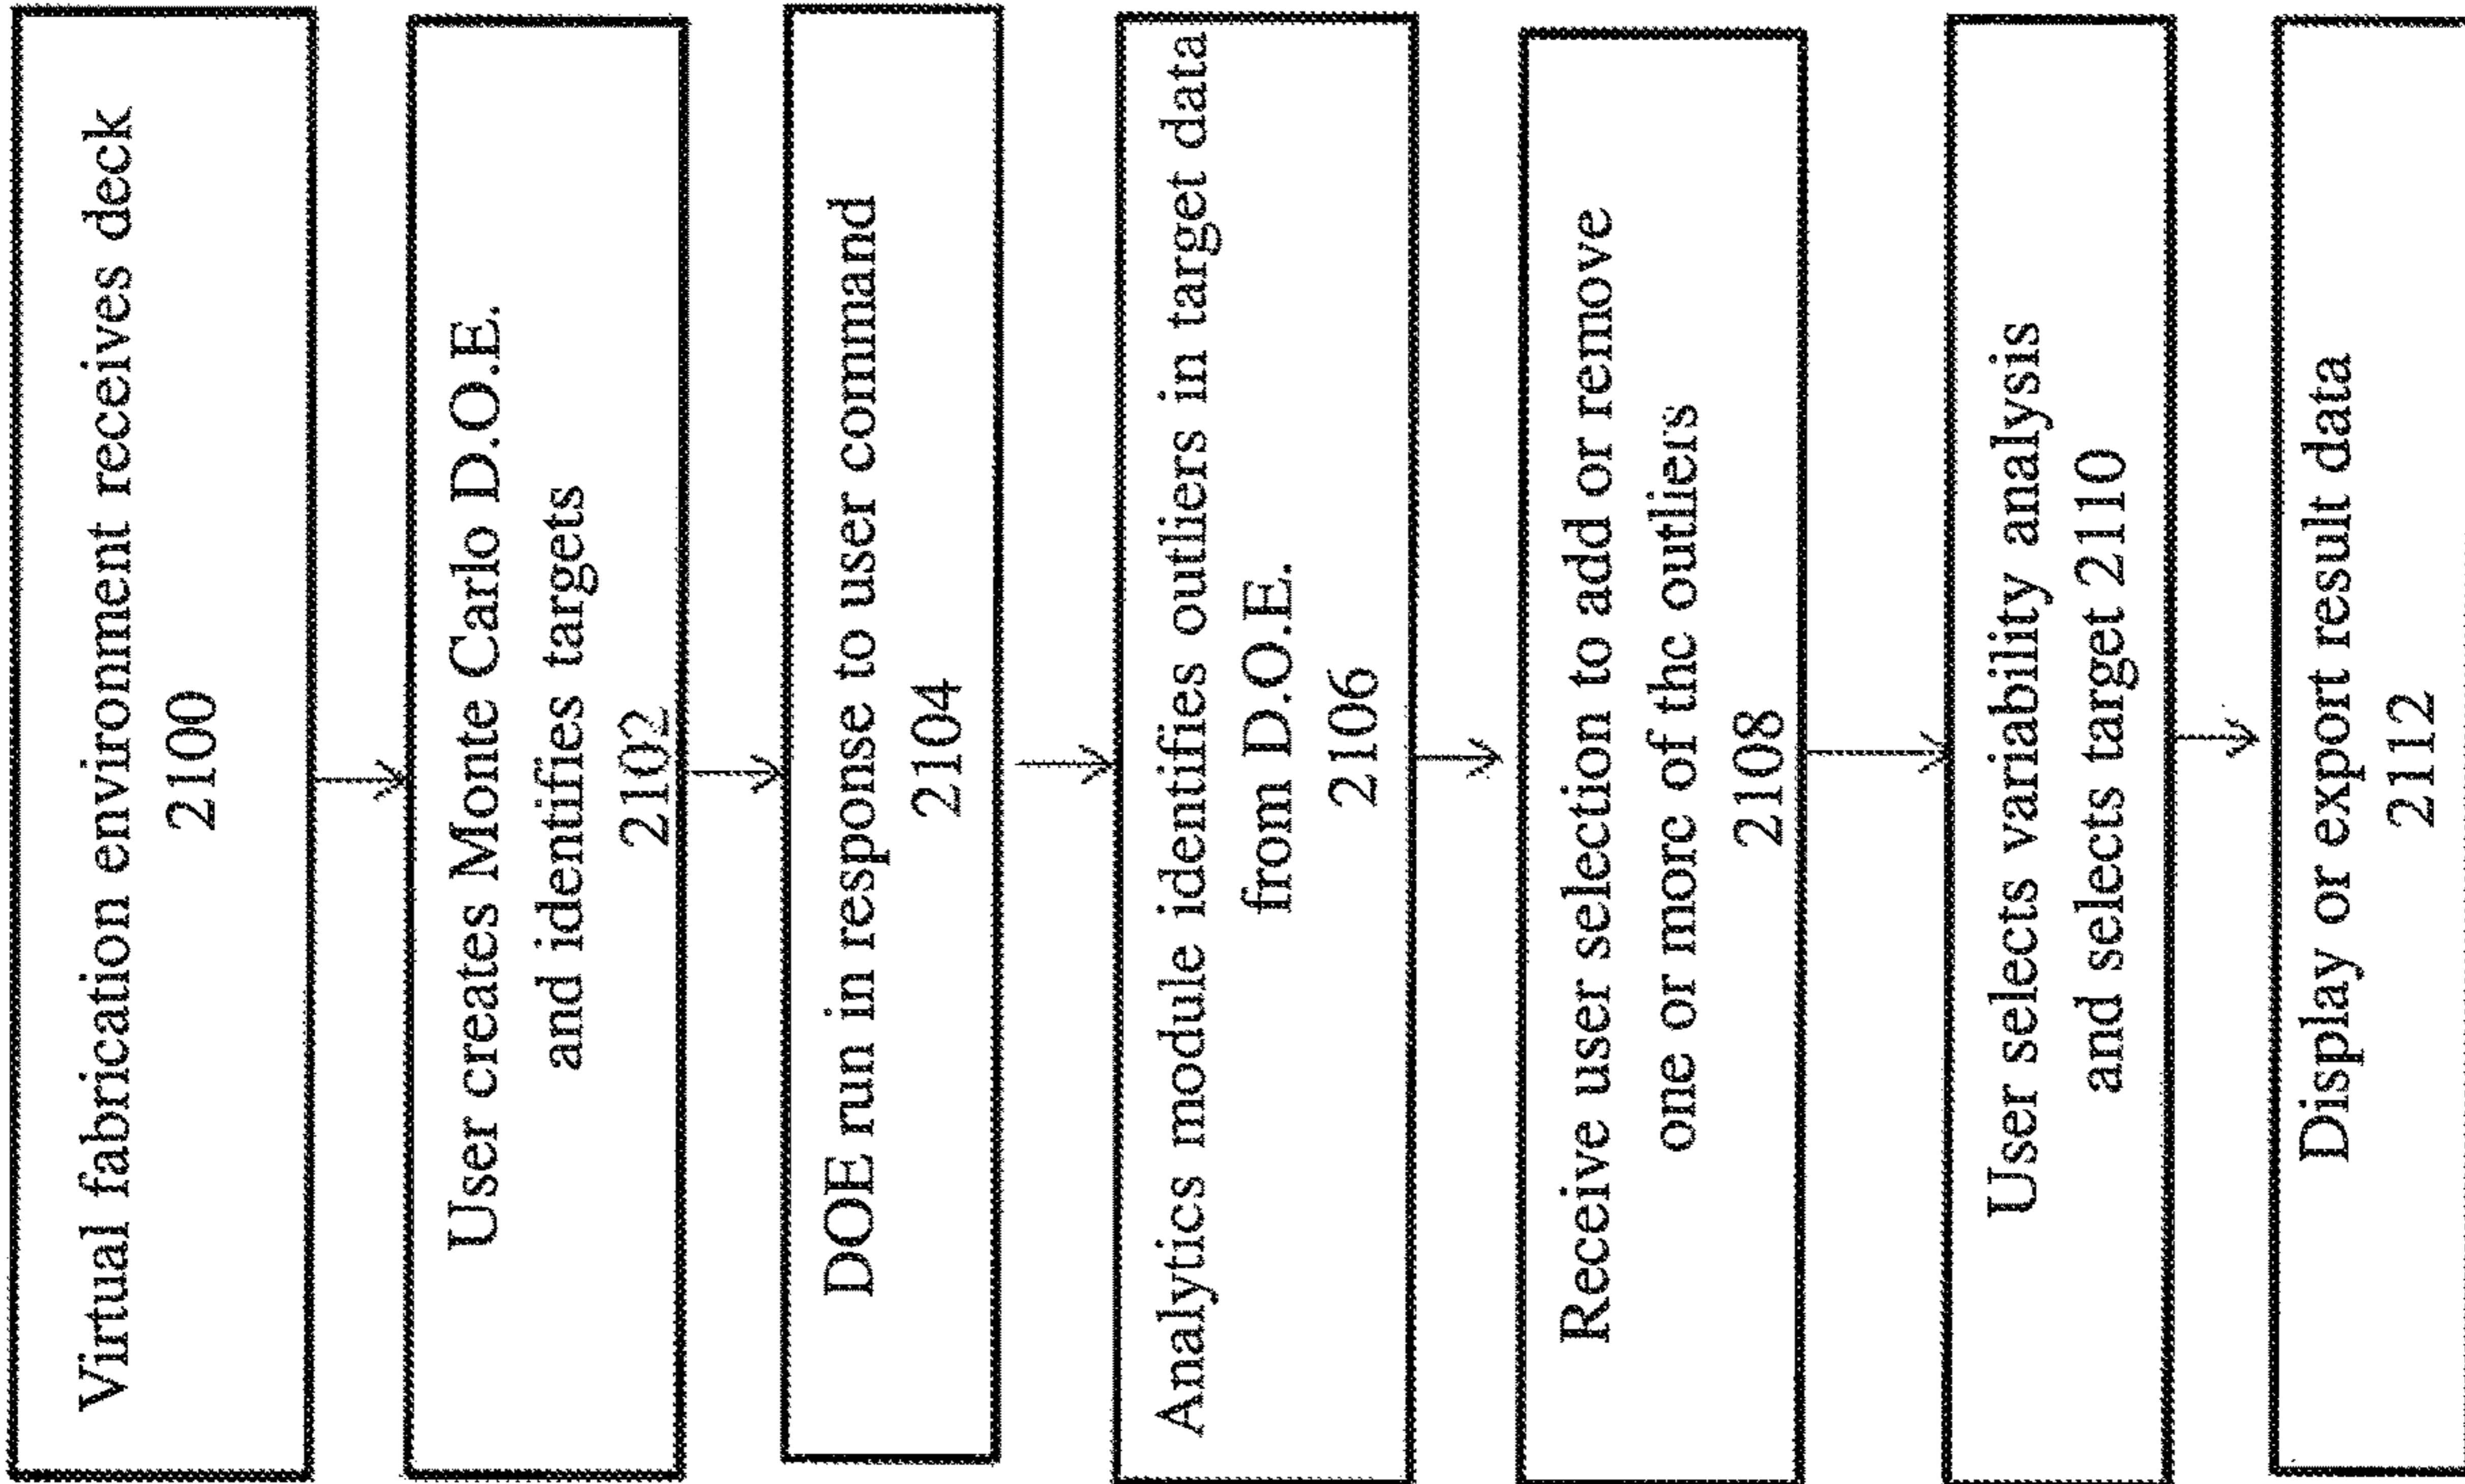 Virtual fabrication environment receives deck
2100
User creates Monte Carlo D.O.E.
and identifies targets
2102
DOE run in response to user command
2104
Analytics module identifies outliers in target data
from D.O.E.
2106
Receive user selection to add or remove
one or more of the outliers
2108
User selects variability analysis
and selects target 2110
Display or export result data
2112